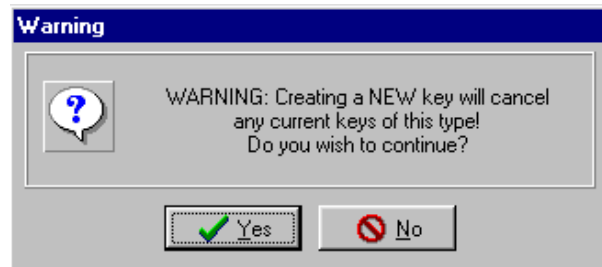 Warning
WARNING: Creating a NEW key will cancel
any current keys of this type!
Do you wish to continue?
Yes
No